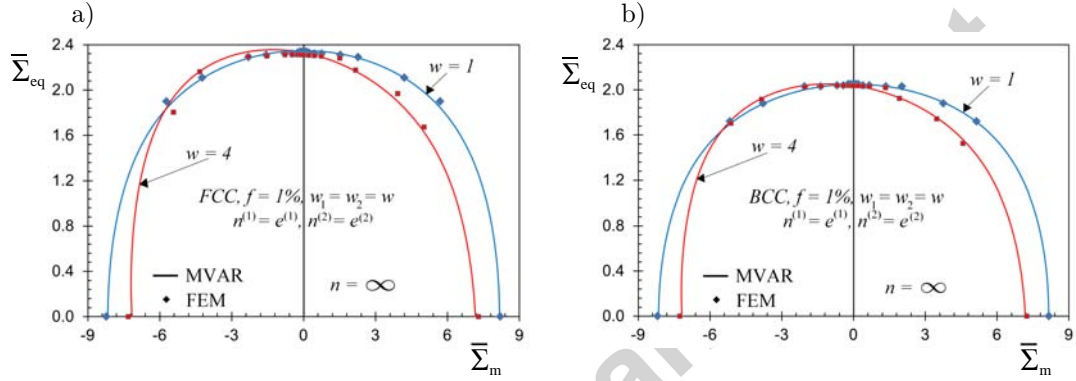 a)
Σ̅eq
2.4
2.0
1.6
1.2
0.8
0.4
0.0
w = 1
w = 4
FCC, f = 1%, w₁ = w₂ = w
n⁽¹⁾ = e⁽¹⁾, n⁽²⁾ = e⁽²⁾
MVAR
FEM
n = ∞
-9 -6 -3 0 3 6 9
Σ̅m
b)
Σ̅eq
2.4
2.0
1.6
1.2
0.8
0.4
0.0
w = 1
w = 4
BCC, f = 1%, w₁ = w₂ = w
n⁽¹⁾ = e⁽¹⁾, n⁽²⁾ = e⁽²⁾
MVAR
FEM
n = ∞
-9 -6 -3 0 3 6 9
Σ̅m